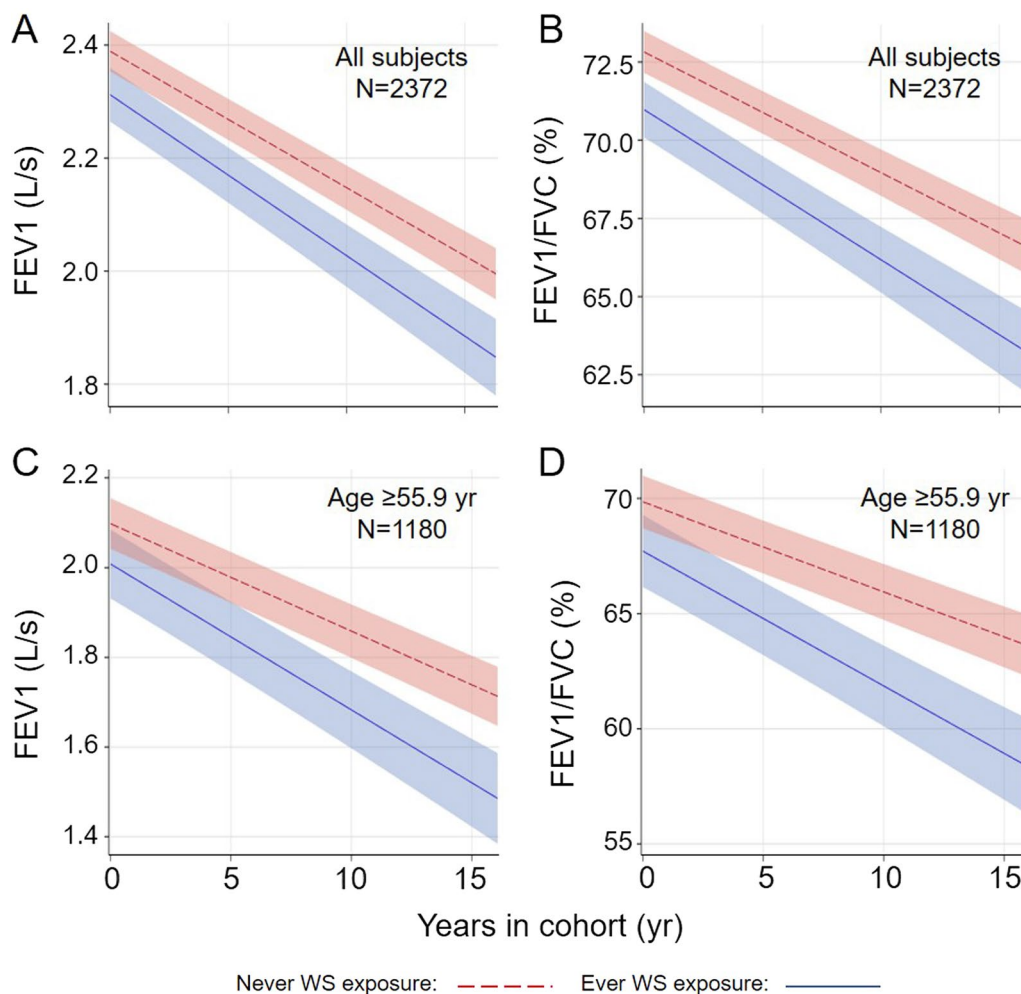 A
FEV1 (L/s)
2.4
2.2
2.0
1.8
All subjects
N=2372
B
FEV1/FVC (%)
72.5
70.0
67.5
65.0
62.5
All subjects
N=2372
C
FEV1 (L/s)
2.2
2.0
1.8
1.6
1.4
Age ≥55.9 yr
N=1180
0 5 10 15
D
FEV1/FVC (%)
70
65
60
55
Age ≥55.9 yr
N=1180
0 5 10 15
Years in cohort (yr)
Never WS exposure: Ever WS exposure: